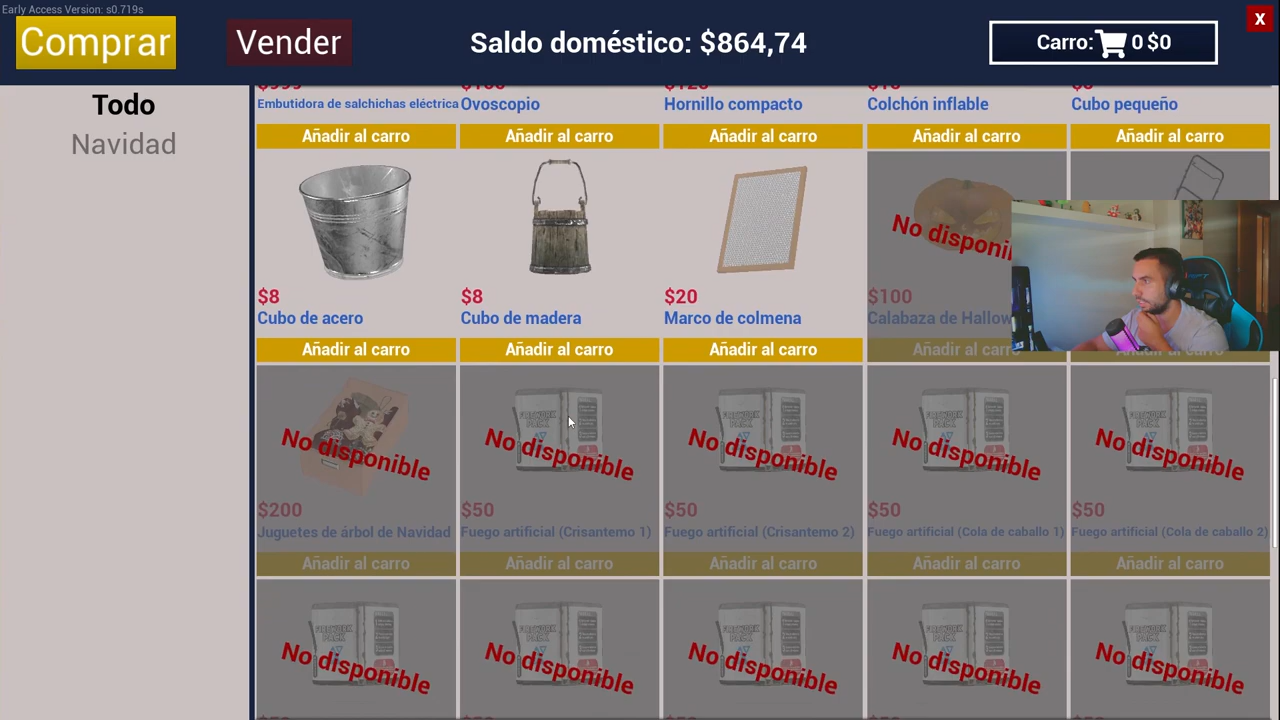 Early Access Version: s0.719s
Comprar
Vender
Saldo doméstico: $864,74
Carro: 0 $0
X
Todo
Navidad
Embutidora de salchichas eléctrica
Ovoscopio
Hornillo compacto
Colchón inflable
Cubo pequeño
Añadir al carro
Añadir al carro
Añadir al carro
Añadir al carro
Añadir al carro
No disponi
$8
$8
$20
$100
Cubo de acero
Cubo de madera
Marco de colmena
Calabaza de Hallow
Añadir al carro
Añadir al carro
Añadir al carro
No disponible
No disponible
No disponible
No disponible
No disponible
$200
$50
$50
$50
$50
Juguetes de árbol de Navidad
Fuego artificial (Crisantemo 1)
Fuego artificial (Crisantemo 2)
Fuego artificial (Cola de caballo 1)
Fuego artificial (Cola de caballo 2)
Añadir al carro
Añadir al carro
Añadir al carro
Añadir al carro
Añadir al carro
No disponible
No disponible
No disponible
No disponible
No disponible